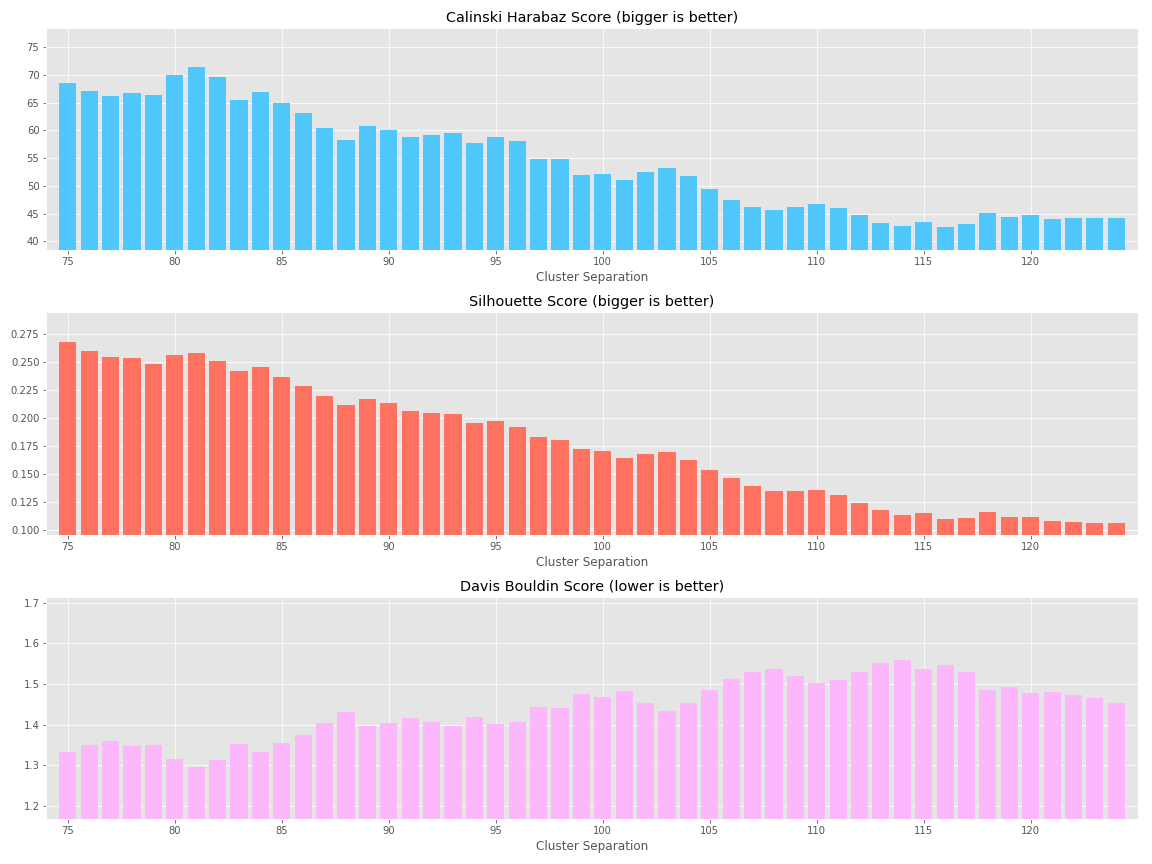 Calinski Harabaz Score (bigger is better)
75
70
65
60
55
50
45
40
75 80 85 90 95 100 105 110 115 120
Cluster Separation
Silhouette Score (bigger is better)
0.275
0.250
0.225
0.200
0.175
0.150
0.125
0.100
75 80 85 90 95 100 105 110 115 120
Cluster Separation
Davis Bouldin Score (lower is better)
1.7
1.6
1.5
1.4
1.3
1.2
75 80 85 90 95 100 105 110 115 120
Cluster Separation